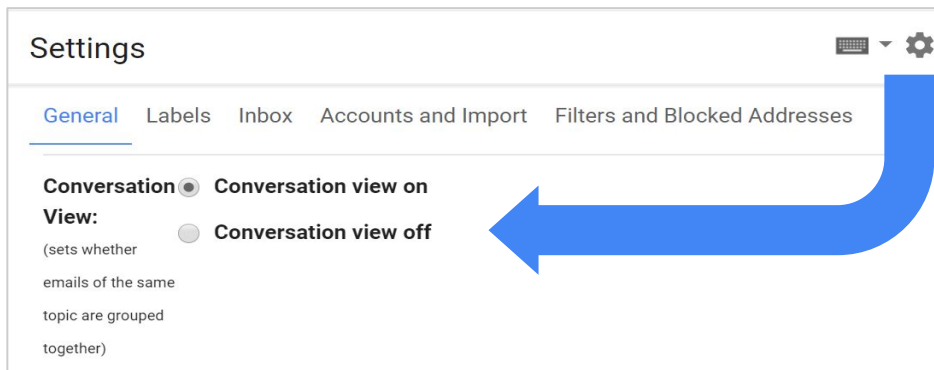 Settings
General Labels Inbox Accounts and Import Filters and Blocked Addresses
Conversation View:
(sets whether
emails of the same
topic are grouped
together)
Conversation view on
Conversation view off